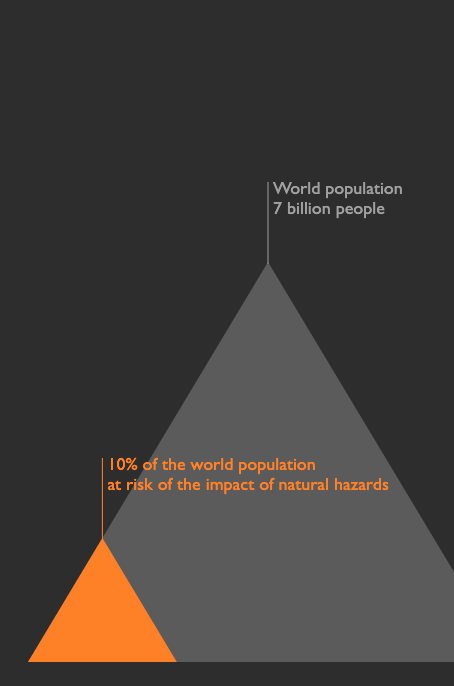 World population
7 billion people
10% of the world population
at risk of the impact of natural hazards